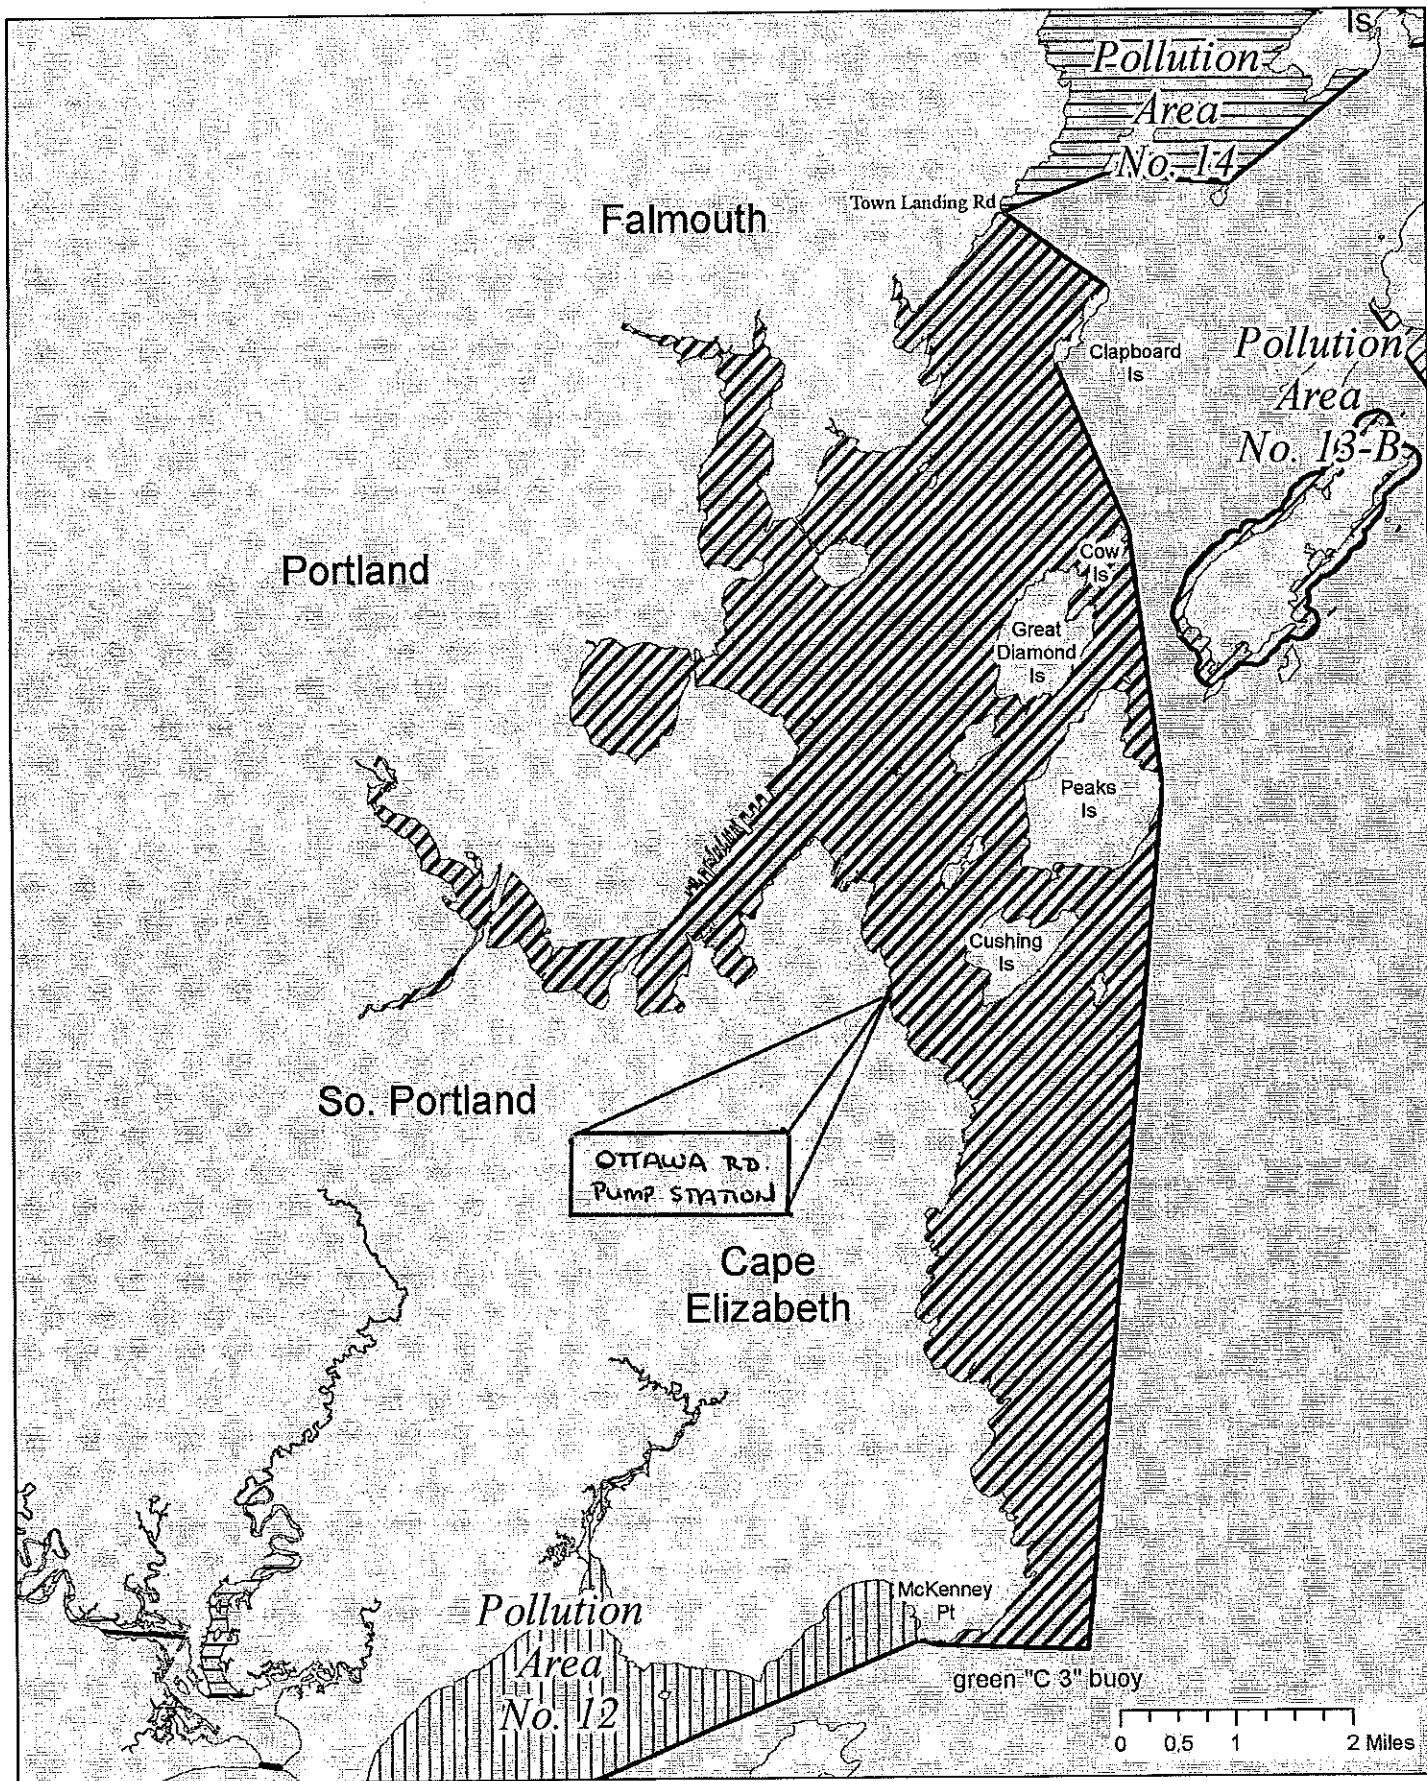 Is
Pollution
Area
No. 14
Town Landing Rd
Falmouth
Clapboard
Is
Pollution
Area
No. 13-B
Cow
Is
Portland
Great
Diamond
Is
Peaks
Is
Cushing
Is
So. Portland
OTTAWA RD.
PUMP STATION
Cape
Elizabeth
McKenney
Pt
Pollution
Area
No. 12
green "C 3" buoy
0 0.5 1 2 Miles